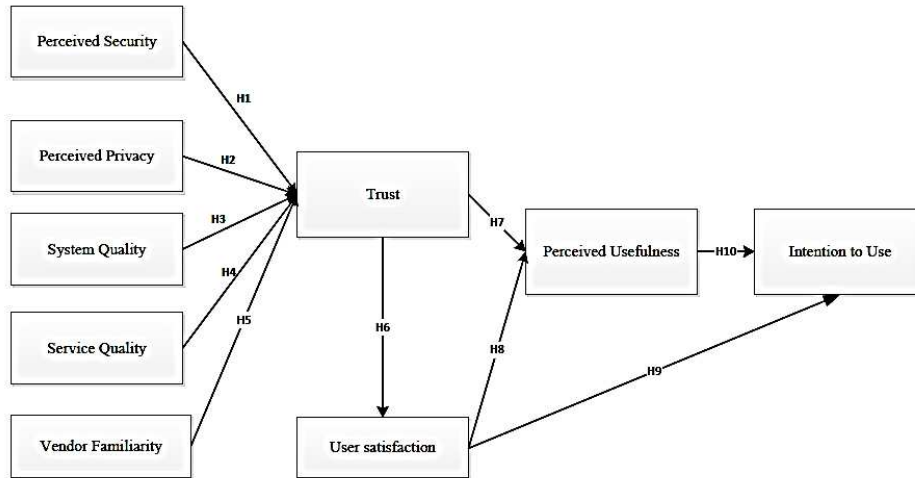 Perceived Security
H1
Perceived Privacy
H2
Trust
System Quality
H3
H7
Perceived Usefulness
H10
Intention to Use
H4
Service Quality
H5
H6
H8
H9
Vendor Familiarity
User satisfaction